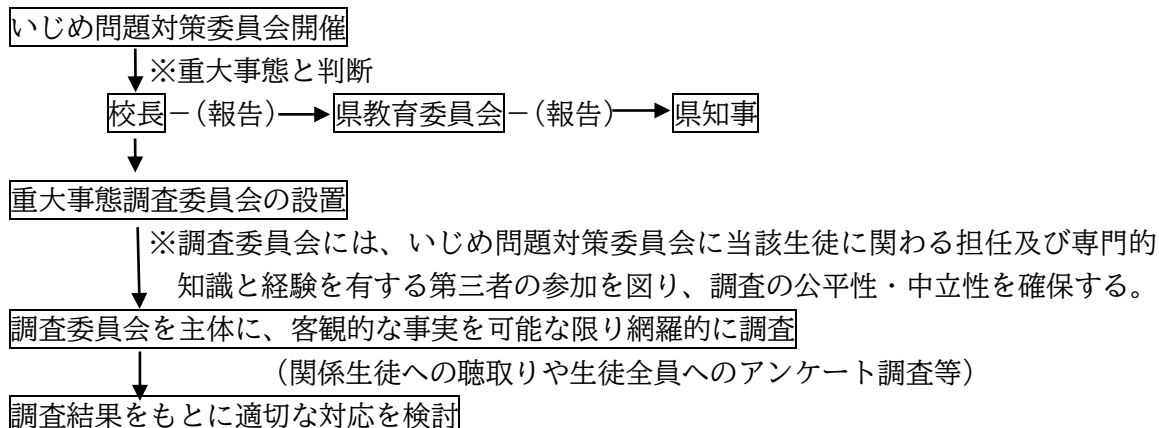 いじめ問題対策委員会開催
※重大事態と判断
校長－(報告)→県教育委員会－(報告)→県知事
重大事態調査委員会の設置
※調査委員会には、いじめ問題対策委員会に当該生徒に関わる担任及び専門的
知識と経験を有する第三者の参加を図り、調査の公平性・中立性を確保する。
調査委員会を主体に、客観的な事実を可能な限り網羅的に調査
（関係生徒への聴取りや生徒全員へのアンケート調査等）
調査結果をもとに適切な対応を検討